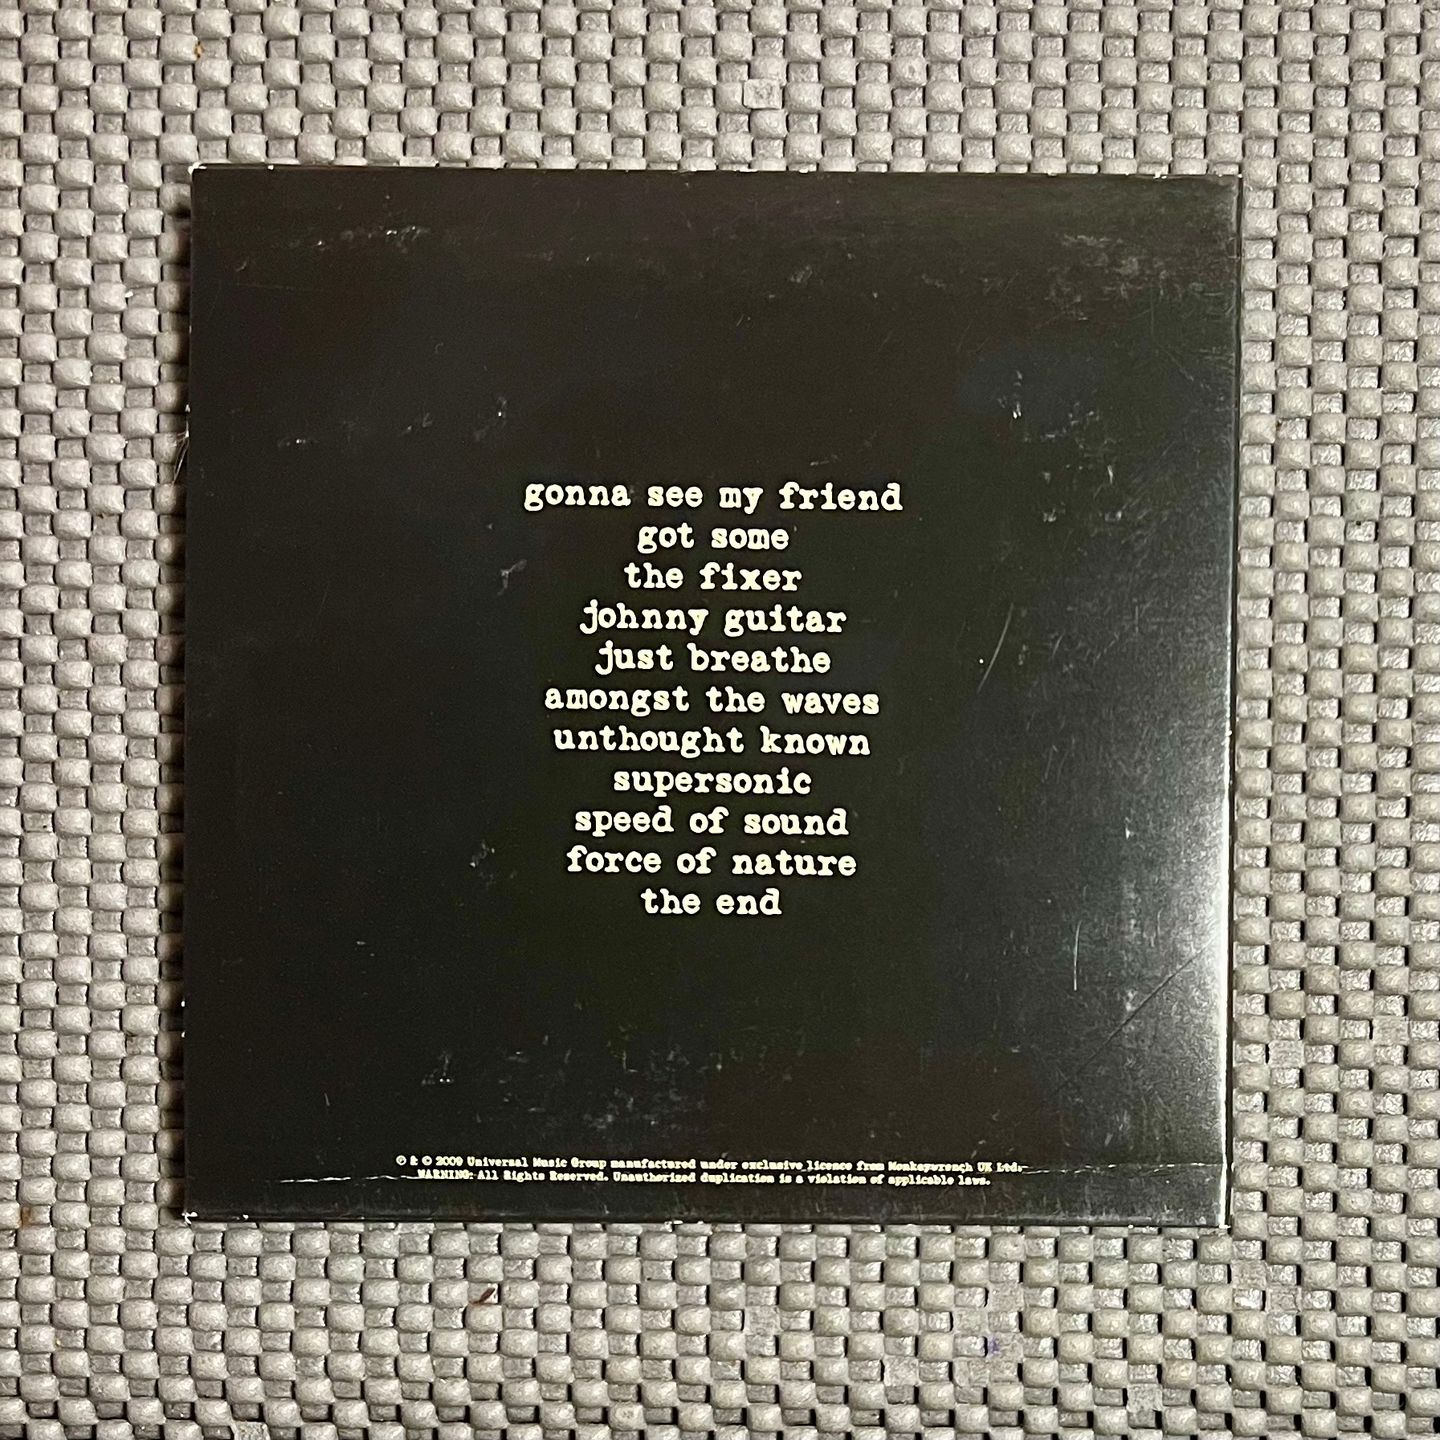 gonna see my friend
got some
the fixer
johnny guitar
just breathe
amongst the waves
unthought known
supersonic
speed of sound
force of nature
the end
℗ & © 2009 Universal Music Group manufactured under exclusive licence from Monkeywrench UK Ltd.
WARNING: All Rights Reserved. Unauthorized duplication is a violation of applicable laws.